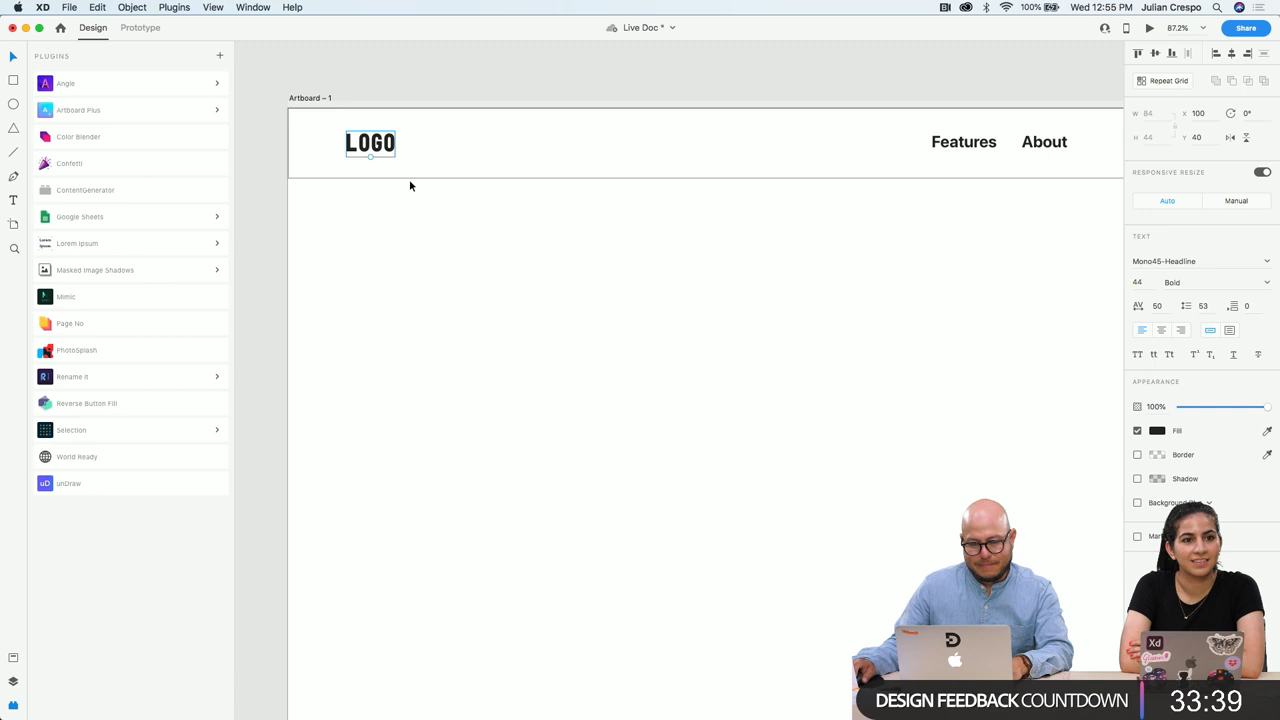 XD File Edit Object Plugins View Window Help
100% Wed 12:55 PM Julian Crespo
Design Prototype
Live Doc *
87.2%
Share
PLUGINS
Angle
Artboard Plus
Color Blender
Confetti
ContentGenerator
Google Sheets
Lorem Ipsum
Masked Image Shadows
Mimic
Page No
PhotoSplash
Rename It
Reverse Button Fill
Selection
World Ready
unDraw
Artboard – 1
LOGO
Features About
Repeat Grid
W 84 X 100 0°
H 44 Y 40
RESPONSIVE RESIZE
Auto Manual
TEXT
Mono45-Headline
44 Bold
50 53 0
APPEARANCE
100%
Fill
Border
Shadow
Background
Xd
DESIGN FEEDBACK COUNTDOWN 33:39